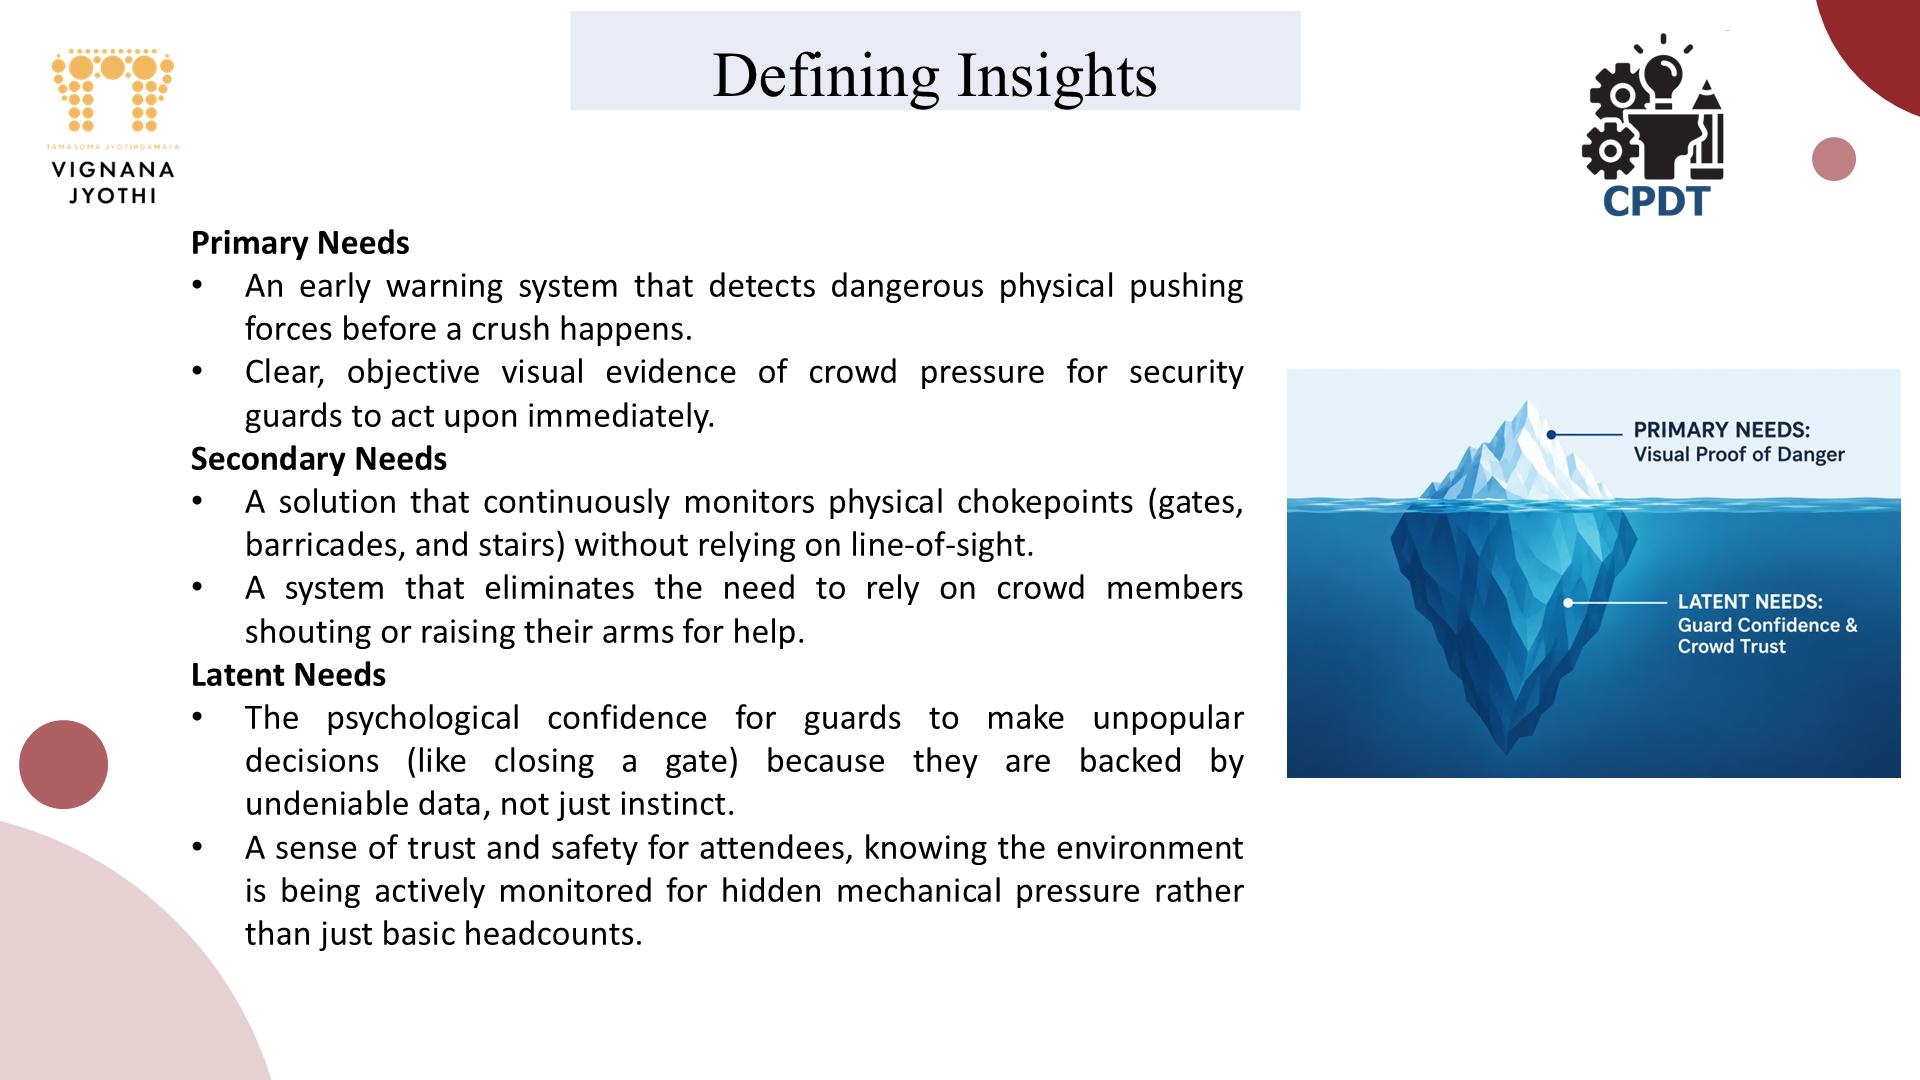 Defining Insights
TAMASOMA JYOTIRGAMAYA
VIGNANA
JYOTHI
CPDT
Primary Needs
• An early warning system that detects dangerous physical pushing
forces before a crush happens.
• Clear, objective visual evidence of crowd pressure for security
guards to act upon immediately.
Secondary Needs
• A solution that continuously monitors physical chokepoints (gates,
barricades, and stairs) without relying on line-of-sight.
• A system that eliminates the need to rely on crowd members
shouting or raising their arms for help.
Latent Needs
• The psychological confidence for guards to make unpopular
decisions (like closing a gate) because they are backed by
undeniable data, not just instinct.
• A sense of trust and safety for attendees, knowing the environment
is being actively monitored for hidden mechanical pressure rather
than just basic headcounts.
PRIMARY NEEDS:
Visual Proof of Danger
LATENT NEEDS:
Guard Confidence &
Crowd Trust